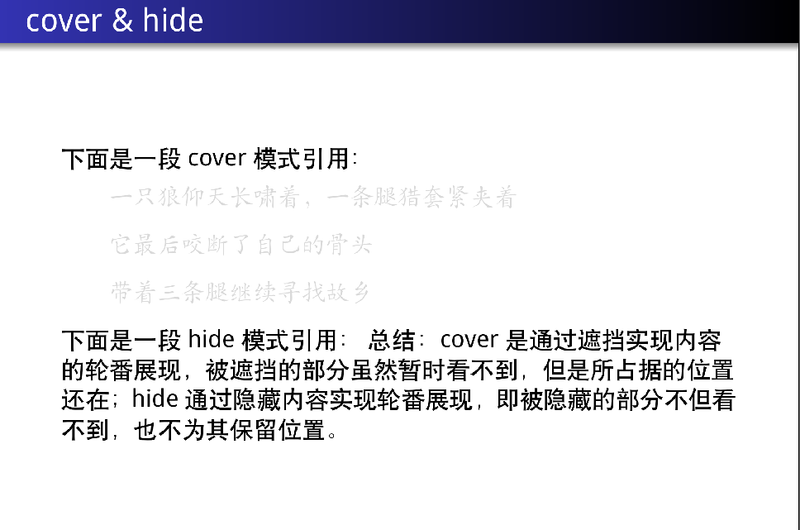 cover & hide
下面是一段 cover 模式引用：
一只狼仰天长啸着，一条腿猎套紧夹着
它最后咬断了自己的骨头
带着三条腿继续寻找故乡
下面是一段 hide 模式引用： 总结：cover 是通过遮挡实现内容
的轮番展现，被遮挡的部分虽然暂时看不到，但是所占据的位置
还在；hide 通过隐藏内容实现轮番展现，即被隐藏的部分不但看
不到，也不为其保留位置。